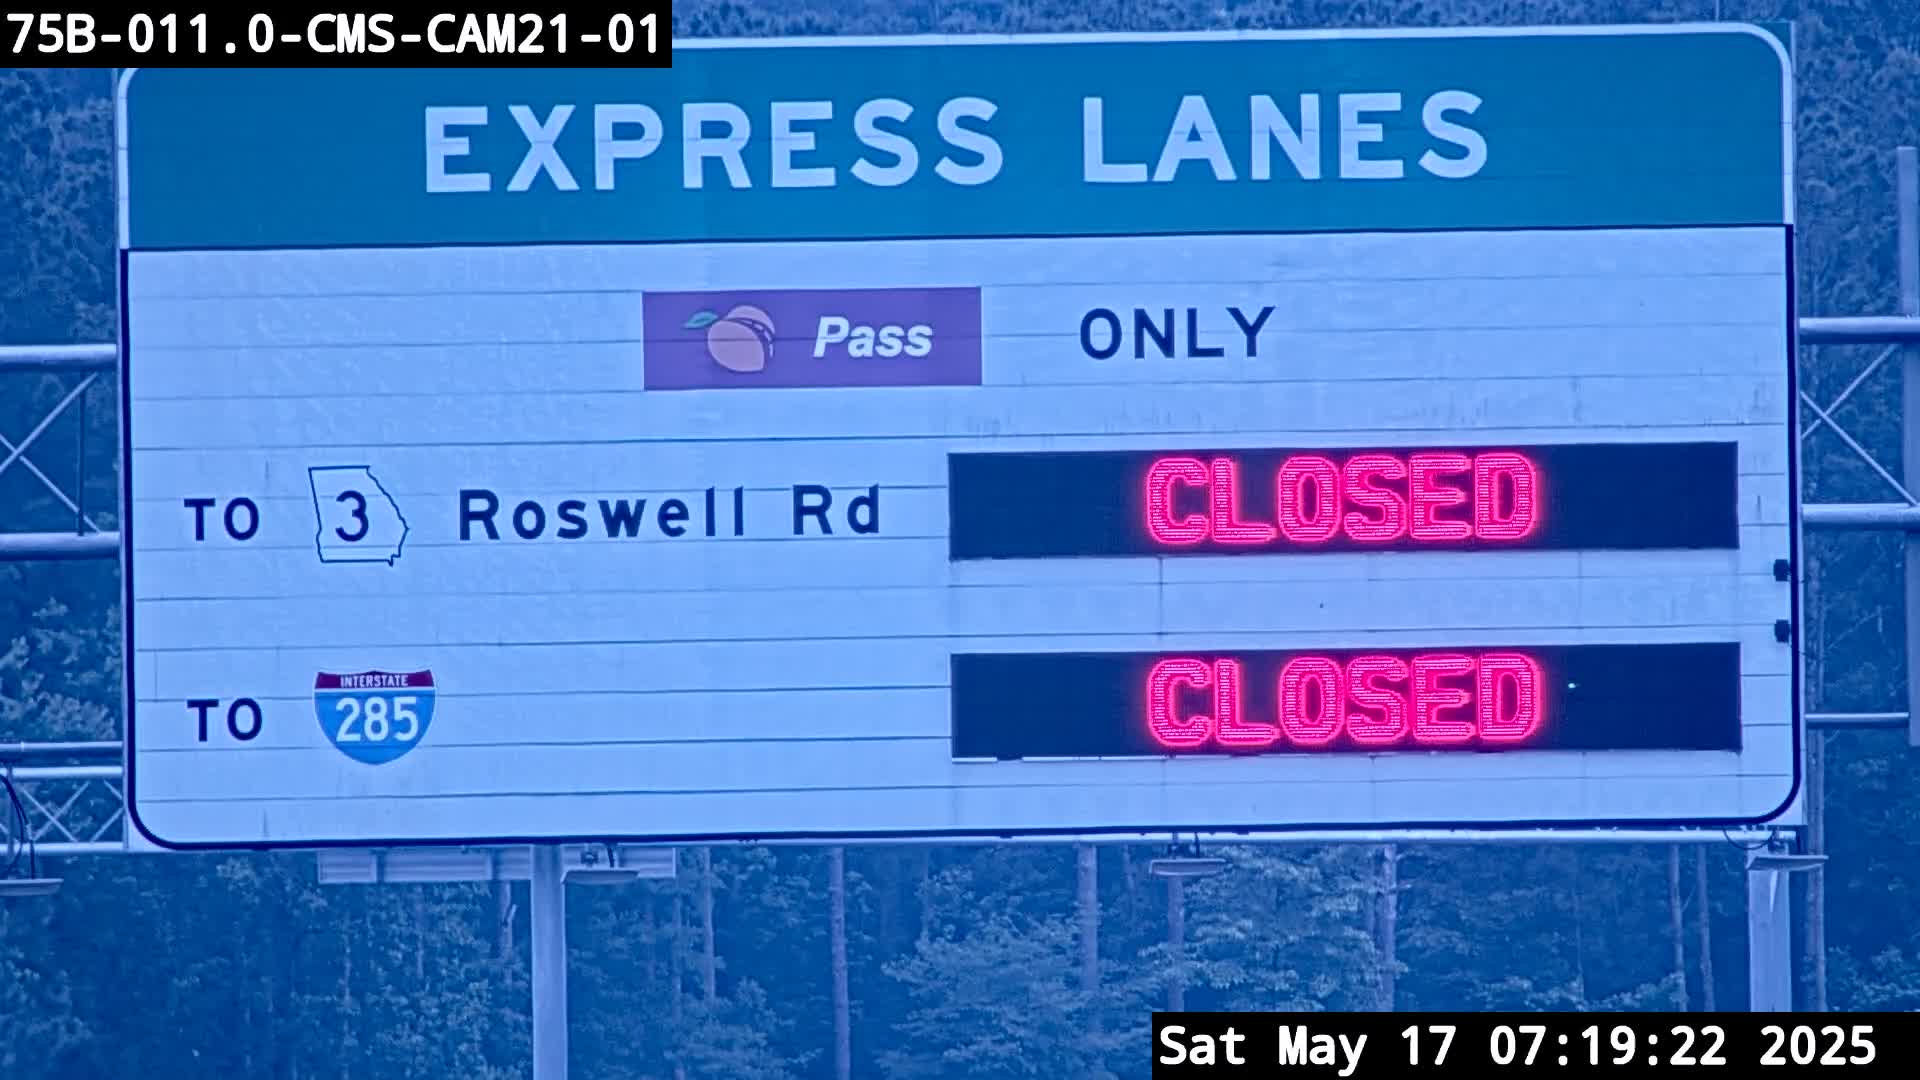 75B-011.0-CMS-CAM21-01
EXPRESS LANES
Pass ONLY
TO 3 Roswell Rd CLOSED
INTERSTATE
TO 285 CLOSED
Sat May 17 07:19:22 2025